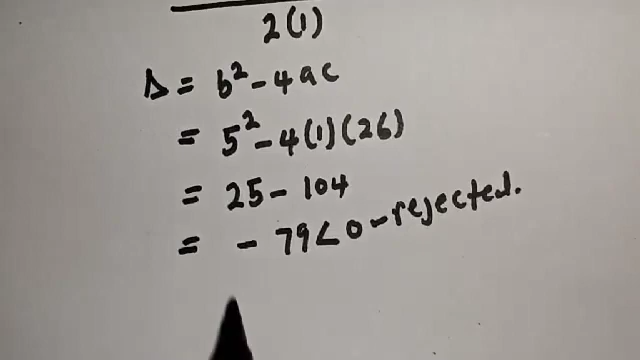 2(1)
Δ = b² - 4ac
= 5² - 4(1)(26)
= 25 - 104
= - 79 < 0 - rejected.